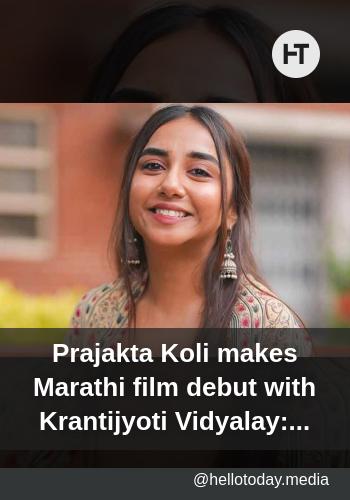 HT
Prajakta Koli makes
Marathi film debut with
Krantijyoti Vidyalay:...
@hellotoday.media